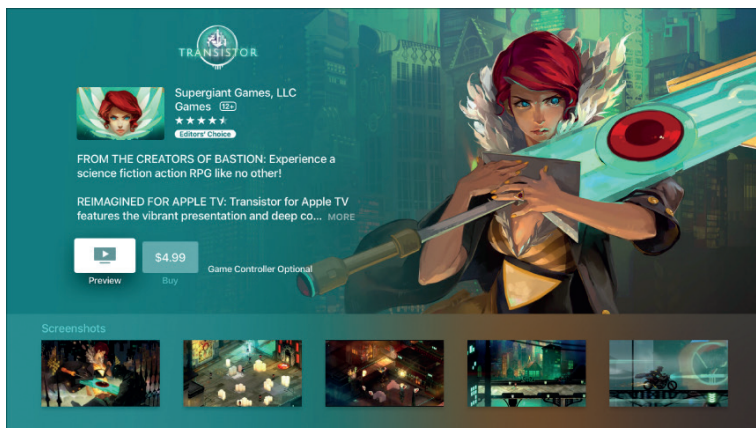 TRANSISTOR
Supergiant Games, LLC
Games 12+
Editors' Choice
FROM THE CREATORS OF BASTION: Experience a
science fiction action RPG like no other!
REIMAGINED FOR APPLE TV: Transistor for Apple TV
features the vibrant presentation and deep co... MORE
$4.99
Preview
Buy
Game Controller Optional
Screenshots